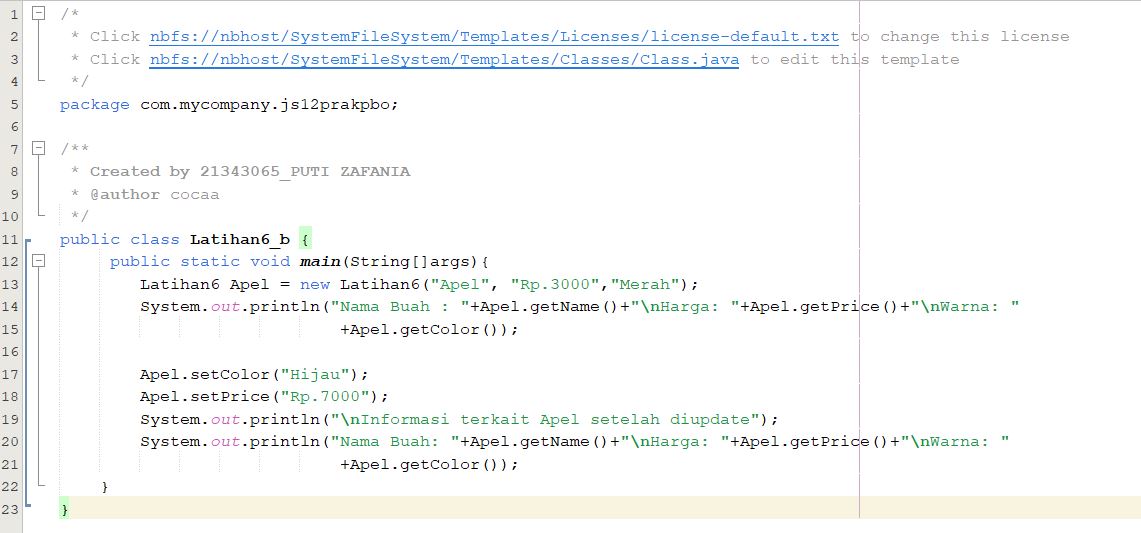 1 /*
2 * Click nbfs://nbhost/SystemFileSystem/Templates/Licenses/license-default.txt to change this license
3 * Click nbfs://nbhost/SystemFileSystem/Templates/Classes/Class.java to edit this template
4 */
5 package com.mycompany.js12prakpbo;
6
7 /**
8 * Created by 21343065_PUTI ZAFANIA
9 * @author cocaa
10 */
11 public class Latihan6_b {
12 public static void main(String[]args){
13 Latihan6 Apel = new Latihan6("Apel", "Rp.3000","Merah");
14 System.out.println("Nama Buah : "+Apel.getName()+"\nHarga: "+Apel.getPrice()+"\nWarna: "
15 +Apel.getColor());
16
17 Apel.setColor("Hijau");
18 Apel.setPrice("Rp.7000");
19 System.out.println("\nInformasi terkait Apel setelah diupdate");
20 System.out.println("Nama Buah: "+Apel.getName()+"\nHarga: "+Apel.getPrice()+"\nWarna: "
21 +Apel.getColor());
22 }
23 }